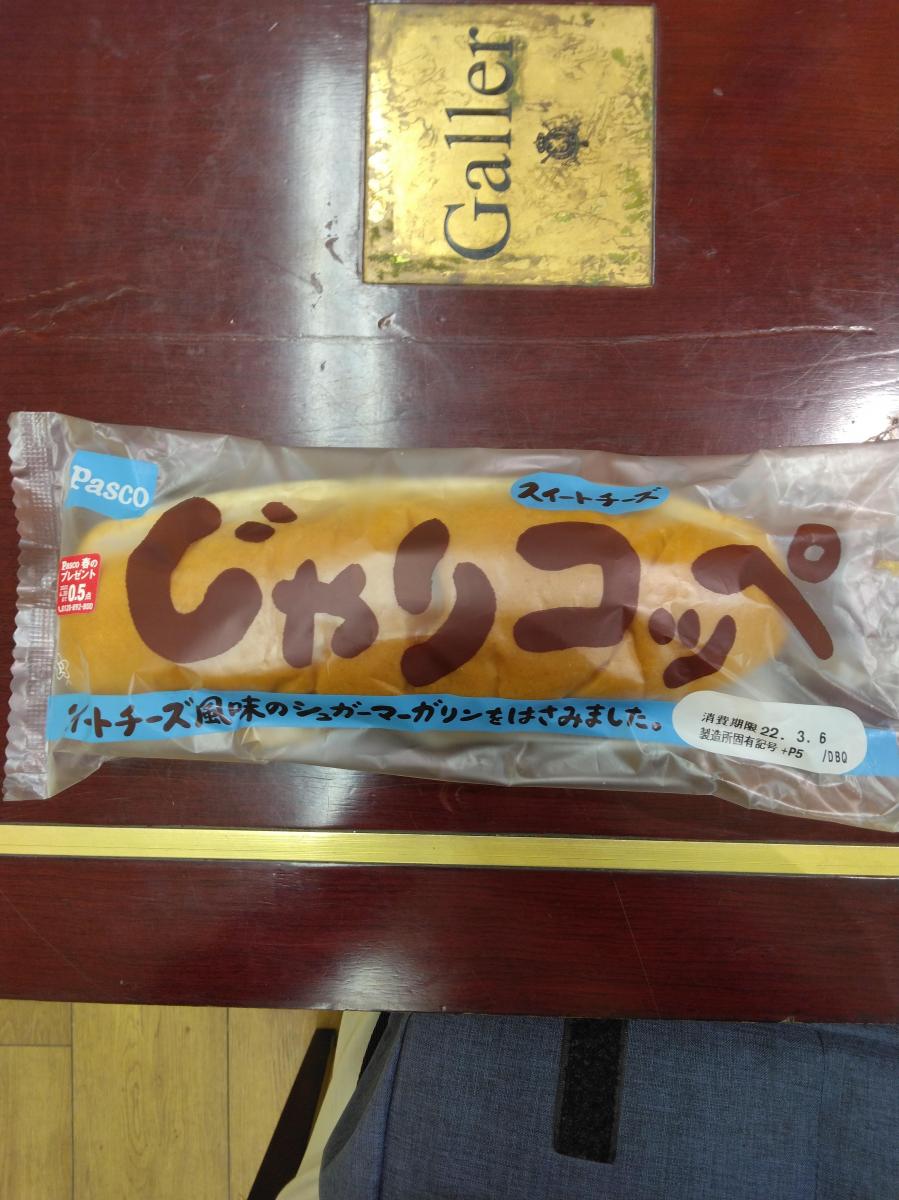 Galler
Pasco
スイートチーズ
じゃりコッペ
Pasco 春の
プレゼント
0.5点
イートチーズ風味のシュガーマーガリンをはさみました。
消費期限 22. 3. 6
製造所固有記号 +P5 /DBQ